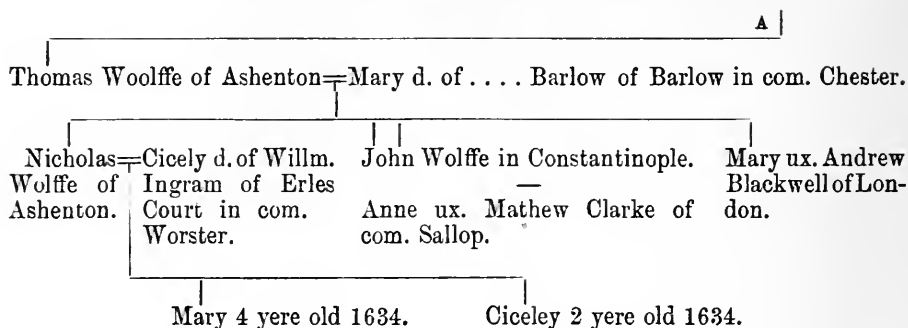 A
Thomas Woolffe of Ashenton=Mary d. of . . . . Barlow of Barlow in com. Chester.
Nicholas=Cicely d. of Willm.
Wolffe of Ingram of Erles
Ashenton. Court in com.
Worster.
John Wolffe in Constantinople.
—
Anne ux. Mathew Clarke of
com. Sallop.
Mary ux. Andrew
Blackwell of Lon-
don.
Mary 4 yere old 1634. Ciceley 2 yere old 1634.